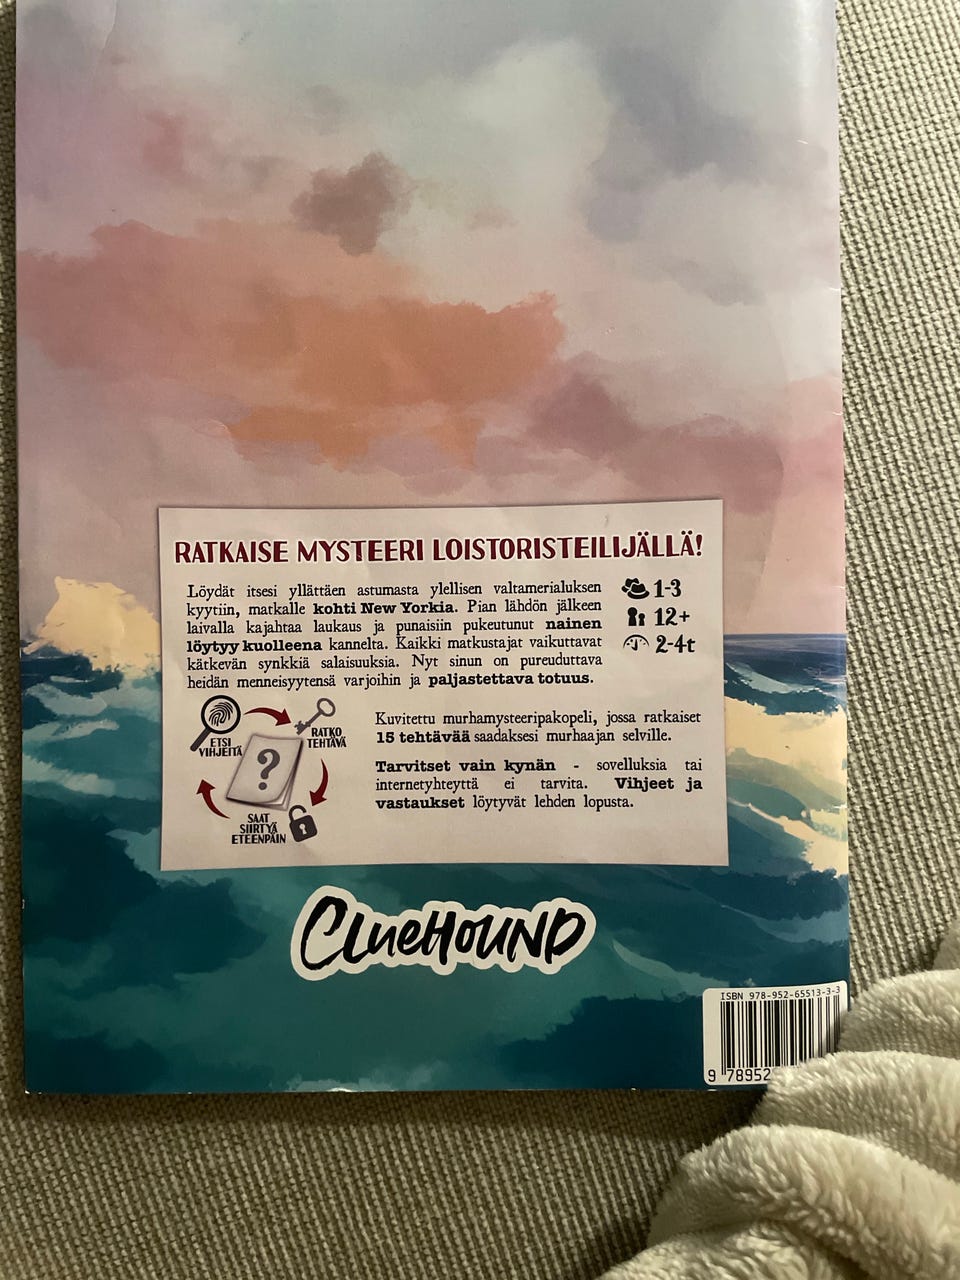 RATKAISE MYSTEERI LOISTORISTEILIJÄLLÄ!
Löydät itsesi yllättäen astumasta ylellisen valtamerialuksen
kyytiin, matkalle kohti New Yorkia. Pian lähdön jälkeen
laivalla kajahtaa laukaus ja punaisiin pukeutunut nainen
löytyy kuolleena kannelta. Kaikki matkustajat vaikuttavat
kätkevän synkkiä salaisuuksia. Nyt sinun on pureuduttava
heidän menneisyytensä varjoihin ja paljastettava totuus.
1-3
12+
2-4t
ETSI
VIHJEITÄ
RATKO
TEHTÄVÄ
?
SAAT
SIIRTYÄ
ETEENPÄIN
Kuvitettu murhamysteeripakopeli, jossa ratkaiset
15 tehtävää saadaksesi murhaajan selville.
Tarvitset vain kynän - sovelluksia tai
internetyhteyttä ei tarvita. Vihjeet ja
vastaukset löytyvät lehden lopusta.
CLUEHOUND
ISBN 978-952-65513-3-3
9 78952